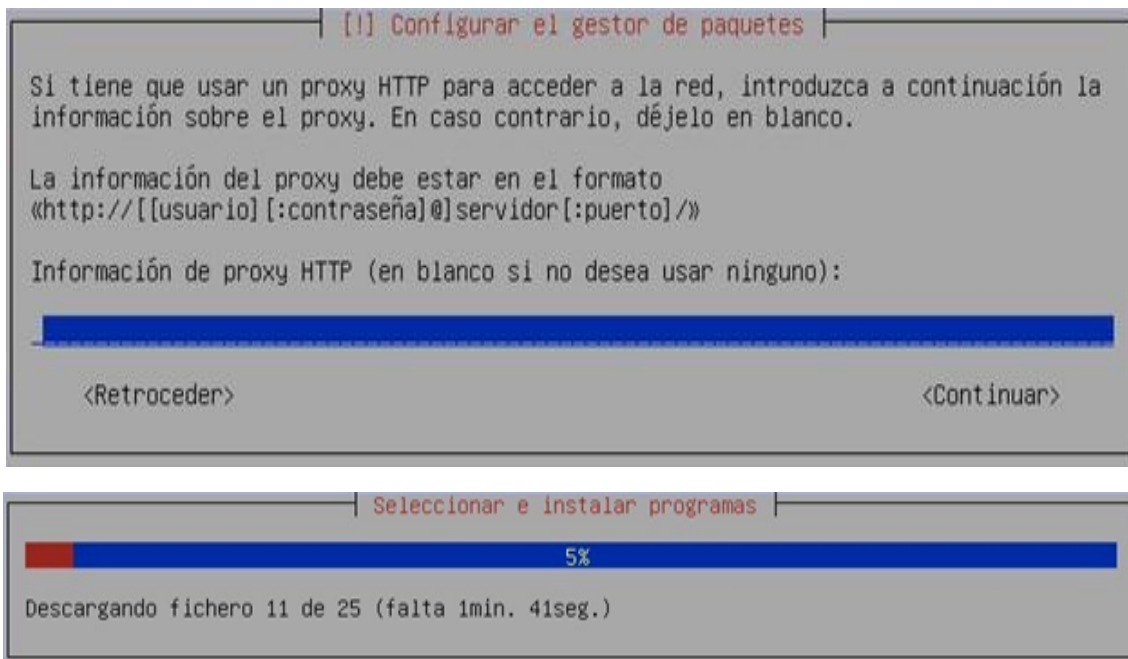 [!] Configurar el gestor de paquetes
Si tiene que usar un proxy HTTP para acceder a la red, introduzca a continuación la
información sobre el proxy. En caso contrario, déjelo en blanco.
La información del proxy debe estar en el formato
«http://[[usuario][:contraseña]@]servidor[:puerto]/»
Información de proxy HTTP (en blanco si no desea usar ninguno):
<Retroceder> <Continuar>
Seleccionar e instalar programas
5%
Descargando fichero 11 de 25 (falta 1min. 41seg.)